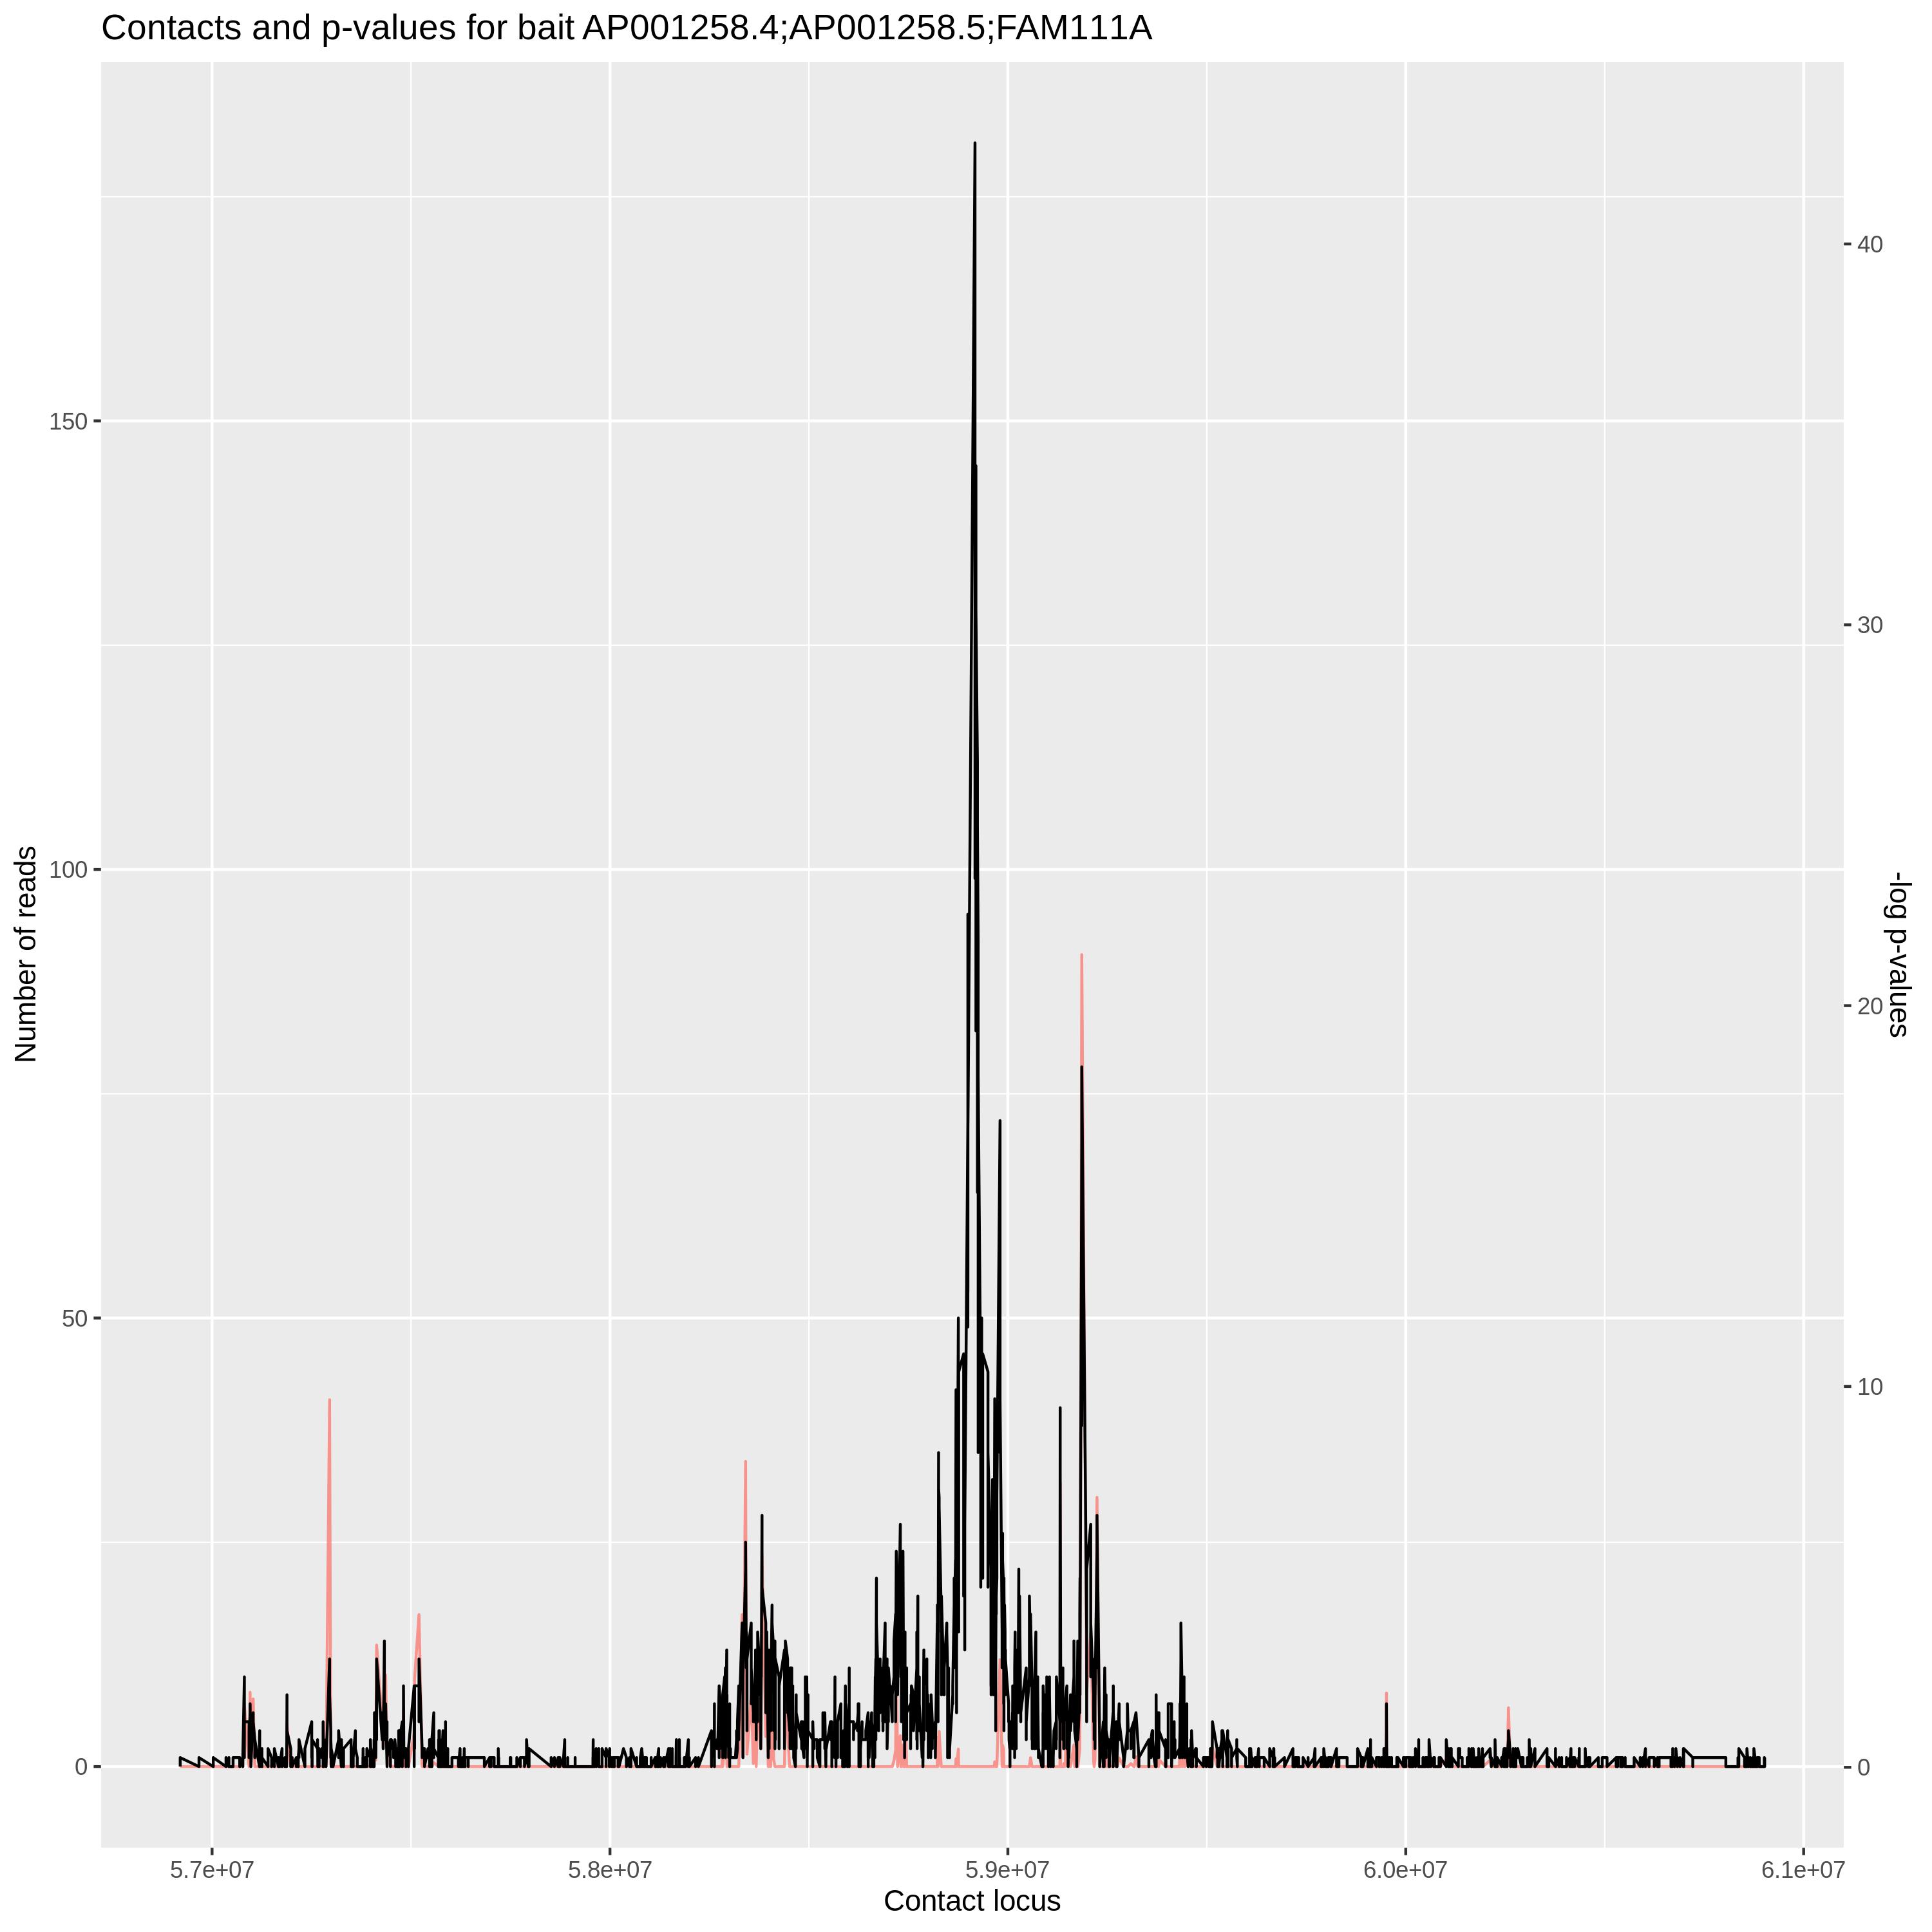 Contacts and p-values for bait AP001258.4;AP001258.5;FAM111A
Number of reads
150
100
50
0
40
30
20
10
0
-log p-values
5.7e+07 5.8e+07 5.9e+07 6.0e+07 6.1e+07
Contact locus